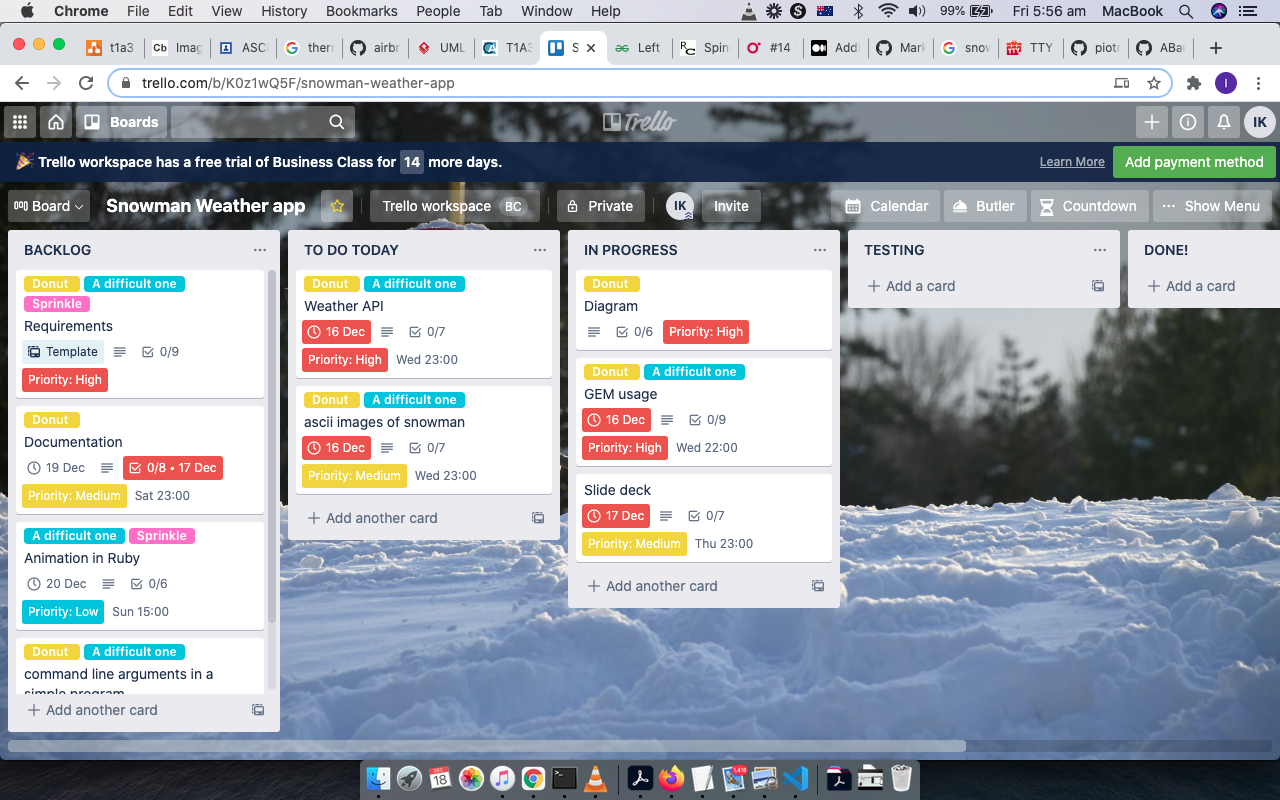 Chrome File Edit View History Bookmarks People Tab Window Help 99% Fri 5:56 am MacBook
t1a3 Imag ASC therr airbr UML T1A3 S Left Spin #14 Addi Mark snow TTY piotr ABau
trello.com/b/K0z1wQ5F/snowman-weather-app I
Boards Trello IK
Trello workspace has a free trial of Business Class for 14 more days. Learn More Add payment method
Board Snowman Weather app Trello workspace BC Private IK Invite Calendar Butler Countdown ... Show Menu
BACKLOG
Donut A difficult one
Sprinkle
Requirements
Template 0/9
Priority: High
Donut
Documentation
19 Dec 0/8 • 17 Dec
Priority: Medium Sat 23:00
A difficult one Sprinkle
Animation in Ruby
20 Dec 0/6
Priority: Low Sun 15:00
Donut A difficult one
command line arguments in a
simple program
+ Add another card
TO DO TODAY
Donut A difficult one
Weather API
16 Dec 0/7
Priority: High Wed 23:00
Donut A difficult one
ascii images of snowman
16 Dec 0/7
Priority: Medium Wed 23:00
+ Add another card
IN PROGRESS
Donut
Diagram
0/6 Priority: High
Donut A difficult one
GEM usage
16 Dec 0/9
Priority: High Wed 22:00
Slide deck
17 Dec 0/7
Priority: Medium Thu 23:00
+ Add another card
TESTING
+ Add a card
DONE!
+ Add a card
DEC
18
1,418